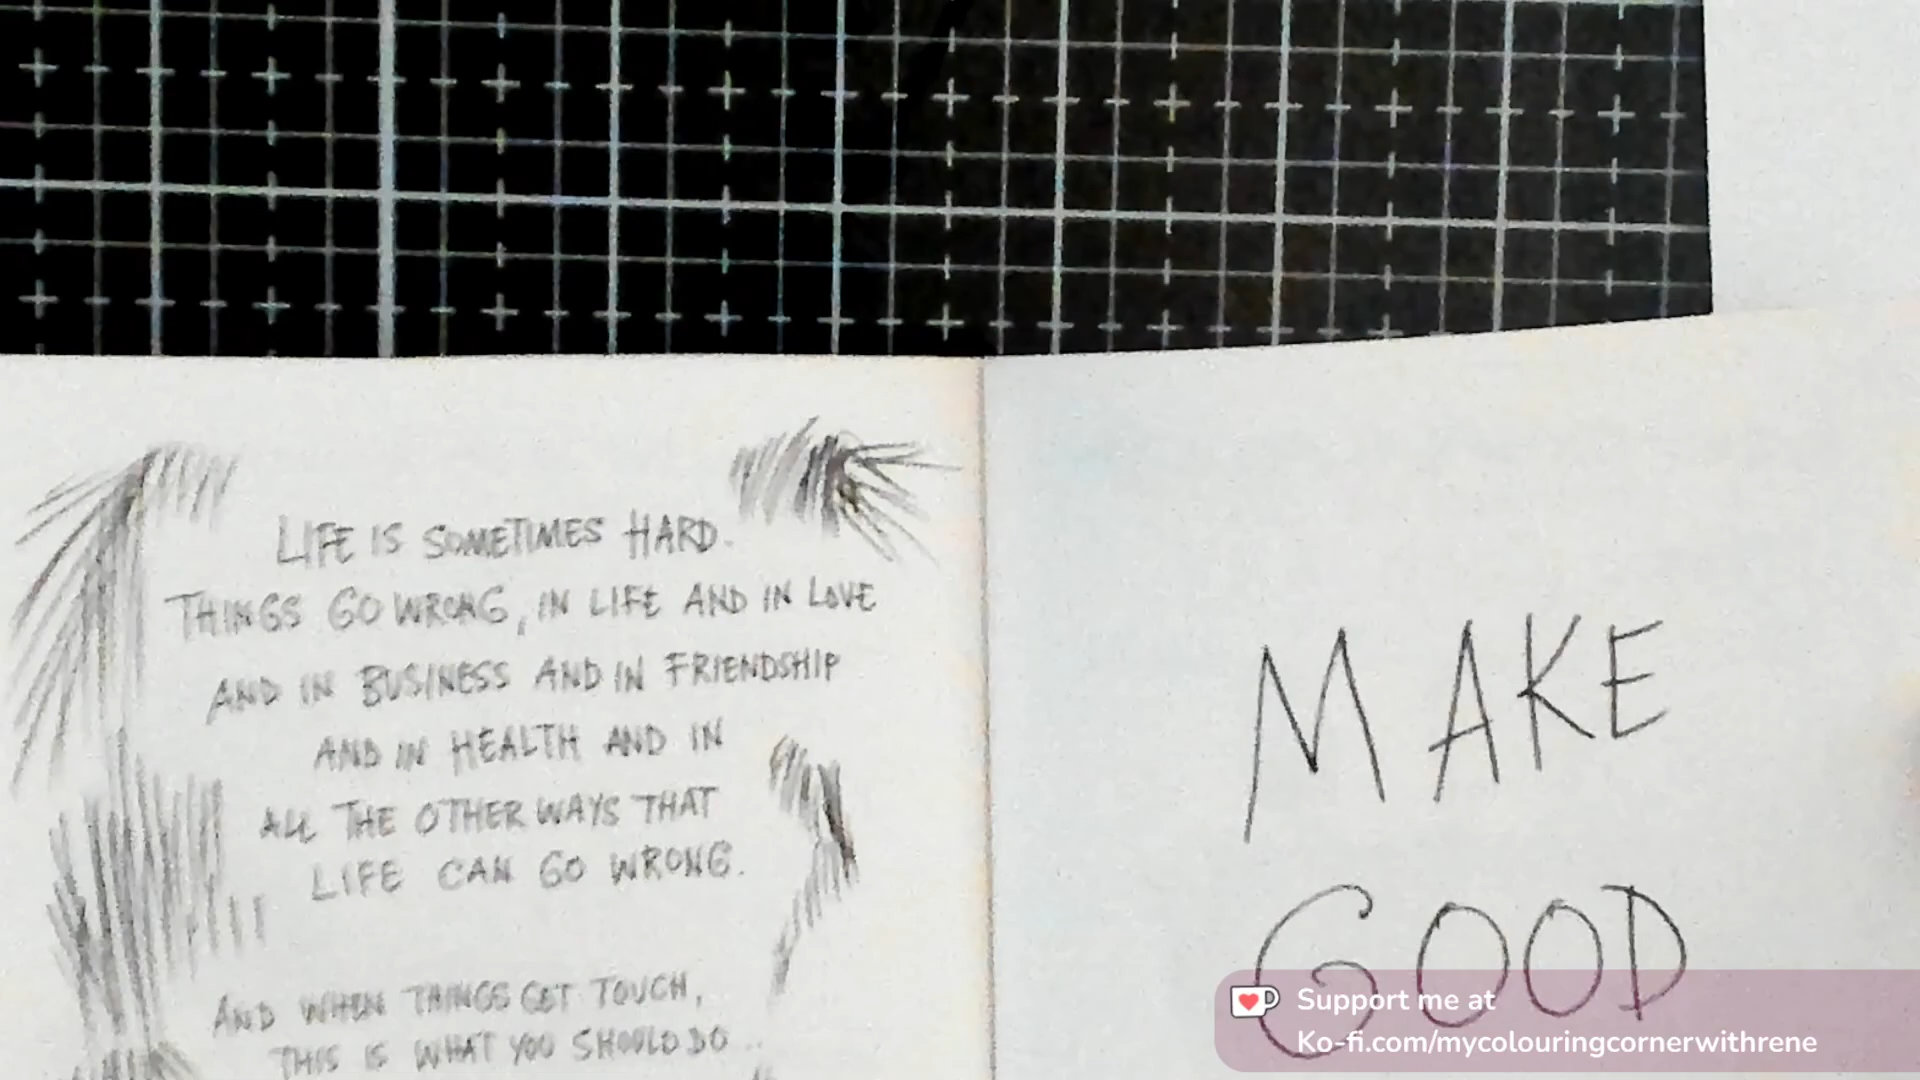 LIFE IS SOMETIMES HARD.
THINGS GO WRONG, IN LIFE AND IN LOVE
AND IN BUSINESS AND IN FRIENDSHIP
AND IN HEALTH AND IN
ALL THE OTHER WAYS THAT
LIFE CAN GO WRONG.
AND WHEN THINGS GET TOUCH,
THIS IS WHAT YOU SHOULD DO...
MAKE
GOOD
Support me at
Ko-fi.com/mycolouringcornerwithrene